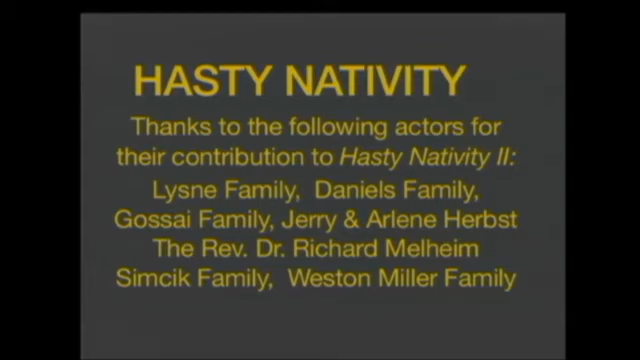 HASTY NATIVITY
Thanks to the following actors for
their contribution to Hasty Nativity II:
Lysne Family, Daniels Family,
Gossai Family, Jerry & Arlene Herbst
The Rev. Dr. Richard Melheim
Simcik Family, Weston Miller Family